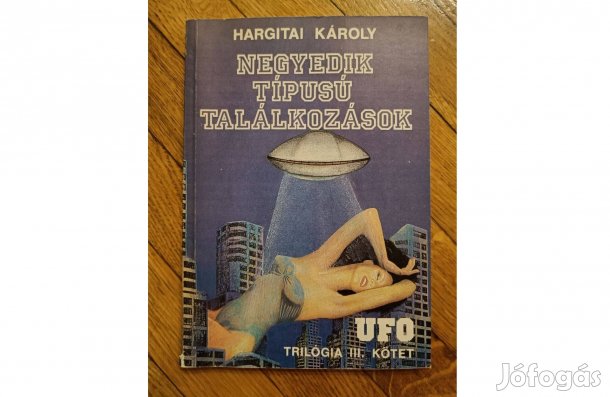 HARGITAI KÁROLY
NEGYEDIK
TÍPUSÚ
TALÁLKOZÁSOK
UFO
TRILÓGIA III. KÖTET
Jófogás